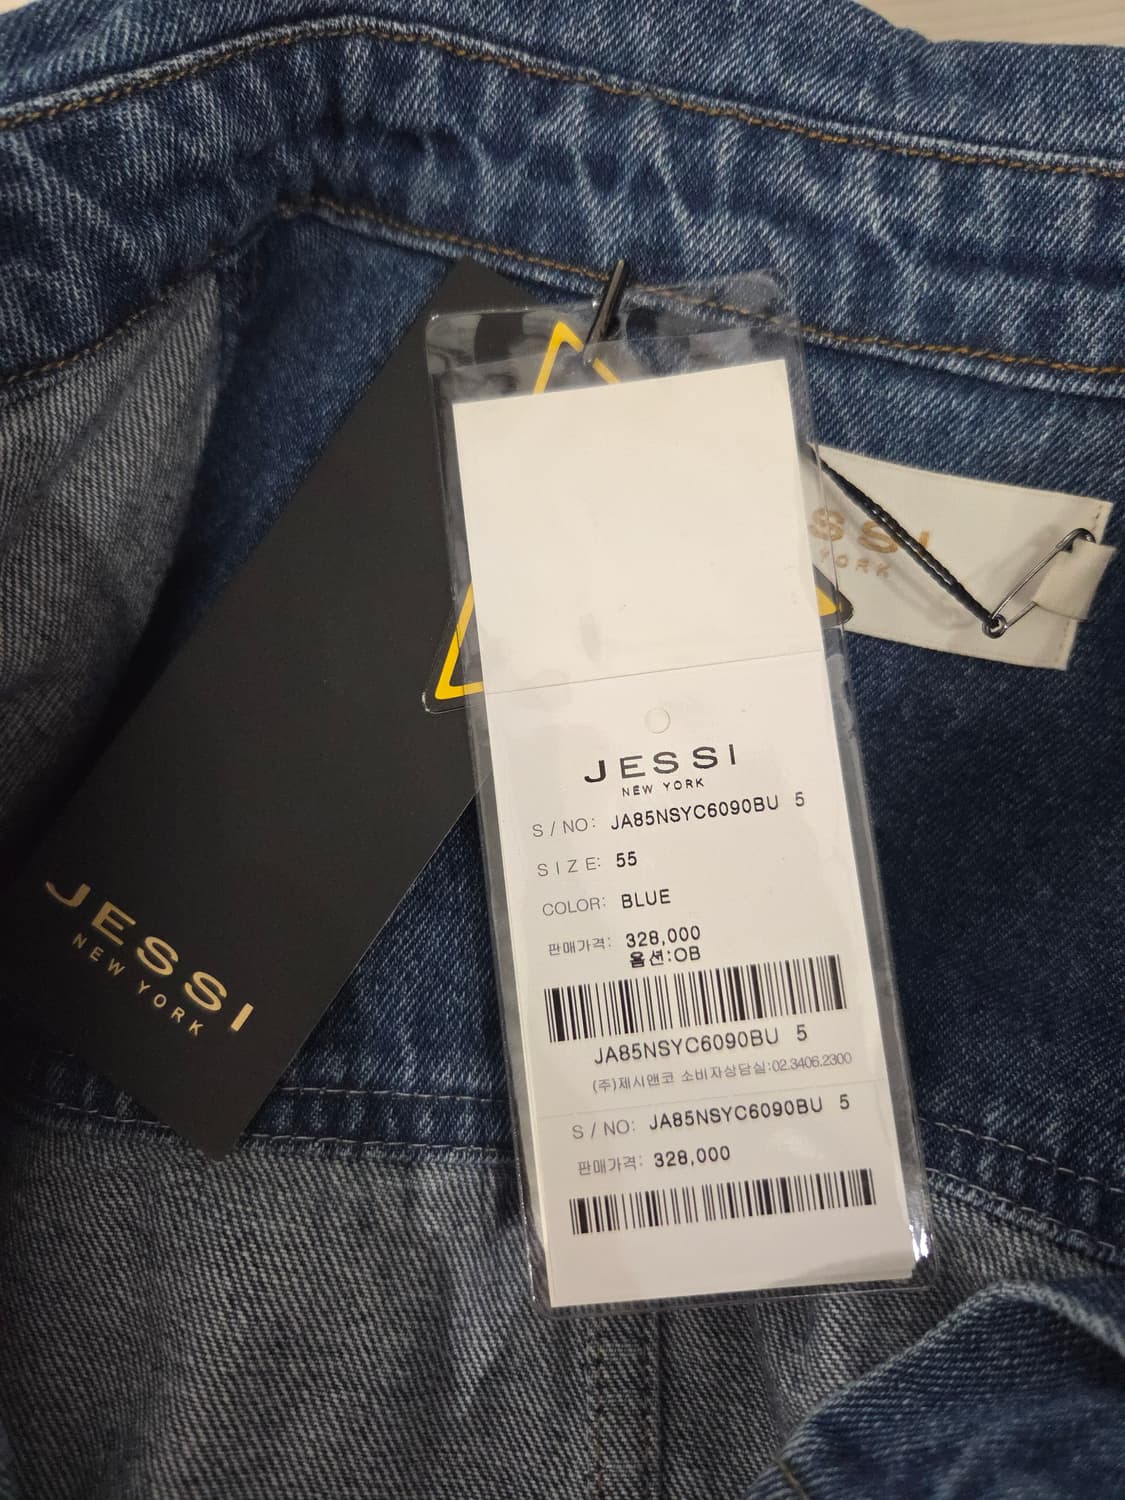 JESSI
NEW YORK
S / NO: JA85NSYC6090BU 5
SIZE: 55
COLOR: BLUE
판매가격: 328,000
옵션:OB
JA85NSYC6090BU 5
(주)제시앤코 소비자상담실:02.3406.2300
S / NO: JA85NSYC6090BU 5
판매가격: 328,000
JESSI
NEW YORK
SSI
YORK